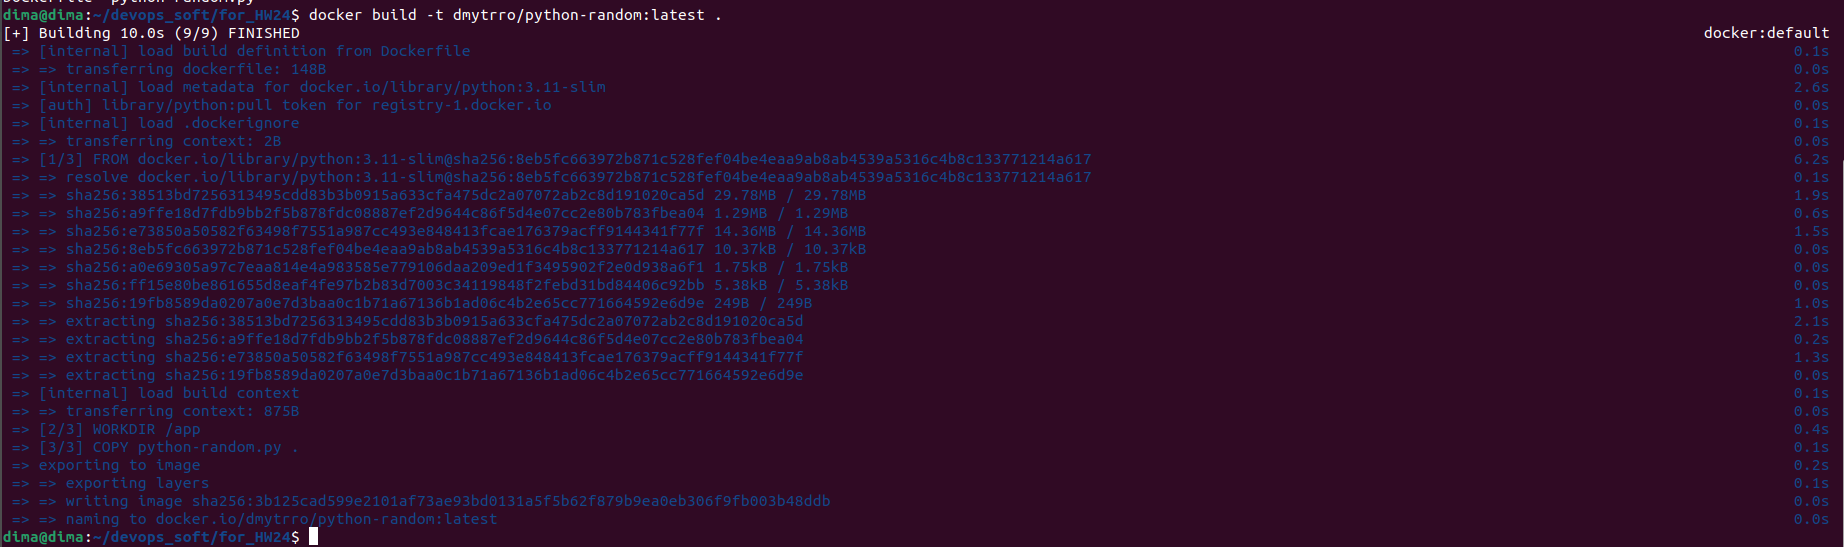 dima@dima:~/devops_soft/for_HW24$ docker build -t dmytrro/python-random:latest .
[+] Building 10.0s (9/9) FINISHED docker:default
=> [internal] load build definition from Dockerfile 0.1s
=> => transferring dockerfile: 148B 0.0s
=> [internal] load metadata for docker.io/library/python:3.11-slim 2.6s
=> [auth] library/python:pull token for registry-1.docker.io 0.0s
=> [internal] load .dockerignore 0.1s
=> => transferring context: 2B 0.0s
=> [1/3] FROM docker.io/library/python:3.11-slim@sha256:8eb5fc663972b871c528fef04be4eaa9ab8ab4539a5316c4b8c133771214a617 6.2s
=> => resolve docker.io/library/python:3.11-slim@sha256:8eb5fc663972b871c528fef04be4eaa9ab8ab4539a5316c4b8c133771214a617 0.1s
=> => sha256:38513bd7256313495cdd83b3b0915a633cfa475dc2a07072ab2c8d191020ca5d 29.78MB / 29.78MB 1.9s
=> => sha256:a9ffe18d7fdb9bb2f5b878fdc08887ef2d9644c86f5d4e07cc2e80b783fbea04 1.29MB / 1.29MB 0.6s
=> => sha256:e73850a50582f63498f7551a987cc493e848413fcae176379acff9144341f77f 14.36MB / 14.36MB 1.5s
=> => sha256:8eb5fc663972b871c528fef04be4eaa9ab8ab4539a5316c4b8c133771214a617 10.37kB / 10.37kB 0.0s
=> => sha256:a0e69305a97c7eaa814e4a983585e779106daa209ed1f3495902f2e0d938a6f1 1.75kB / 1.75kB 0.0s
=> => sha256:ff15e80be861655d8eaf4fe97b2b83d7003c34119848f2febd31bd84406c92bb 5.38kB / 5.38kB 0.0s
=> => sha256:19fb8589da0207a0e7d3baa0c1b71a67136b1ad06c4b2e65cc771664592e6d9e 249B / 249B 1.0s
=> => extracting sha256:38513bd7256313495cdd83b3b0915a633cfa475dc2a07072ab2c8d191020ca5d 2.1s
=> => extracting sha256:a9ffe18d7fdb9bb2f5b878fdc08887ef2d9644c86f5d4e07cc2e80b783fbea04 0.2s
=> => extracting sha256:e73850a50582f63498f7551a987cc493e848413fcae176379acff9144341f77f 1.3s
=> => extracting sha256:19fb8589da0207a0e7d3baa0c1b71a67136b1ad06c4b2e65cc771664592e6d9e 0.0s
=> [internal] load build context 0.1s
=> => transferring context: 875B 0.0s
=> [2/3] WORKDIR /app 0.4s
=> [3/3] COPY python-random.py . 0.1s
=> exporting to image 0.2s
=> => exporting layers 0.1s
=> => writing image sha256:3b125cad599e2101af73ae93bd0131a5f5b62f879b9ea0eb306f9fb003b48ddb 0.0s
=> => naming to docker.io/dmytrro/python-random:latest 0.0s
dima@dima:~/devops_soft/for_HW24$